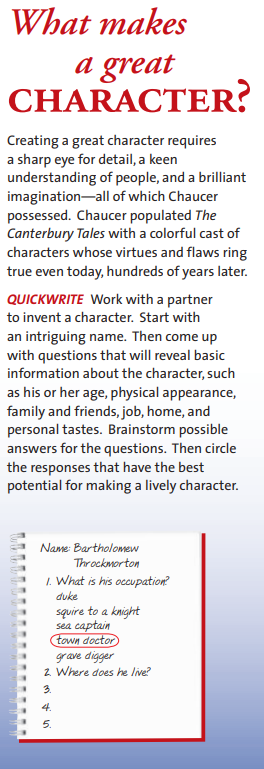 What makes
a great
CHARACTER?
Creating a great character requires
a sharp eye for detail, a keen
understanding of people, and a brilliant
imagination—all of which Chaucer
possessed. Chaucer populated The
Canterbury Tales with a colorful cast of
characters whose virtues and flaws ring
true even today, hundreds of years later.
QUICKWRITE Work with a partner
to invent a character. Start with
an intriguing name. Then come up
with questions that will reveal basic
information about the character, such
as his or her age, physical appearance,
family and friends, job, home, and
personal tastes. Brainstorm possible
answers for the questions. Then circle
the responses that have the best
potential for making a lively character.
Name: Bartholomew
Throckmorton
1. What is his occupation?
duke
squire to a knight
sea captain
town doctor
grave digger
2. Where does he live?
3.
4.
5.